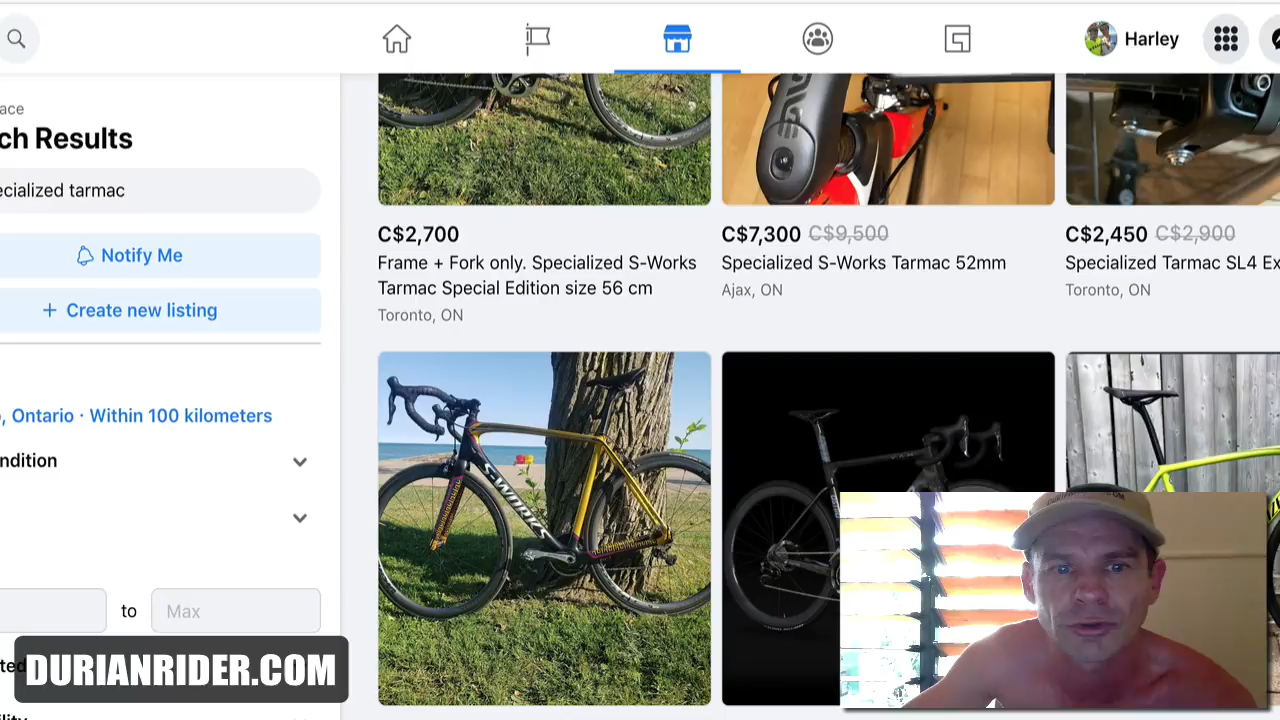 Harley
ace
ch Results
ecialized tarmac
Notify Me
+ Create new listing
, Ontario · Within 100 kilometers
ndition
to
Max
ted
DURIANRIDER.COM
C$2,700
Frame + Fork only. Specialized S-Works
Tarmac Special Edition size 56 cm
Toronto, ON
C$7,300 C$9,500
Specialized S-Works Tarmac 52mm
Ajax, ON
C$2,450 C$2,900
Specialized Tarmac SL4 Ex
Toronto, ON
S-WORKS